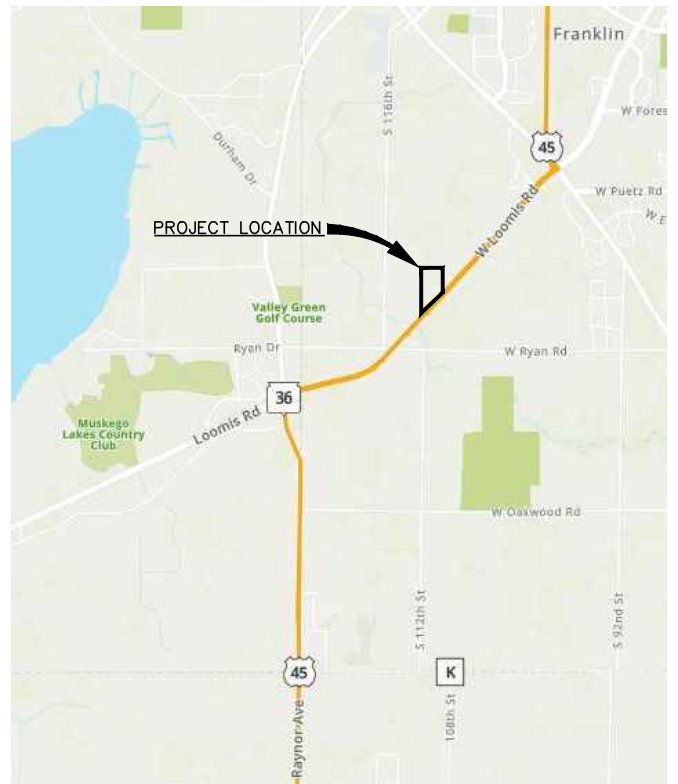 Franklin
S 116th St
W Fores
45
Durham Dr
W Puetz Rd
W Loomis Rd
W E
PROJECT LOCATION
Valley Green
Golf Course
Ryan Dr
W Ryan Rd
36
Muskego
Lakes Country
Club
Loomis Rd
W Oakwood Rd
S 112th St
S 92nd St
45
K
Raynor Ave
108th St